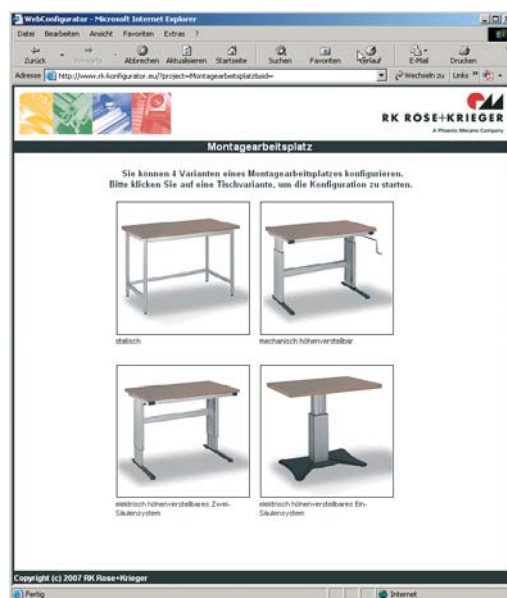 WebConfigurator - Microsoft Internet Explorer
Datei Bearbeiten Ansicht Favoriten Extras ?
Zurück Vorwärts Abbrechen Aktualisieren Startseite Suchen Favoriten Verlauf E-Mail Drucken
Adresse http://www.rk-konfigurator.eu/?project=Montagearbeitsplatz&uid= Wechseln zu Links »
RK ROSE+KRIEGER
A Phoenix Mecano Company
Montagearbeitsplatz
Sie können 4 Varianten eines Montagearbeitsplatzes konfigurieren.
Bitte klicken Sie auf eine Tischvariante, um die Konfiguration zu starten.
statisch
mechanisch höhenverstellbar
elektrisch höhenverstellbares Zwei-
Säulensystem
elektrisch höhenverstellbares Ein-
Säulensystem
Copyright (c) 2007 RK Rose+Krieger
Fertig Internet